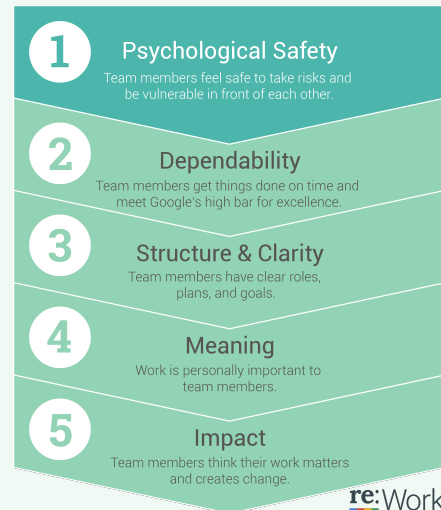 1
Psychological Safety
Team members feel safe to take risks and
be vulnerable in front of each other.
2
Dependability
Team members get things done on time and
meet Google's high bar for excellence.
3
Structure & Clarity
Team members have clear roles,
plans, and goals.
4
Meaning
Work is personally important to
team members.
5
Impact
Team members think their work matters
and creates change.
re:Work